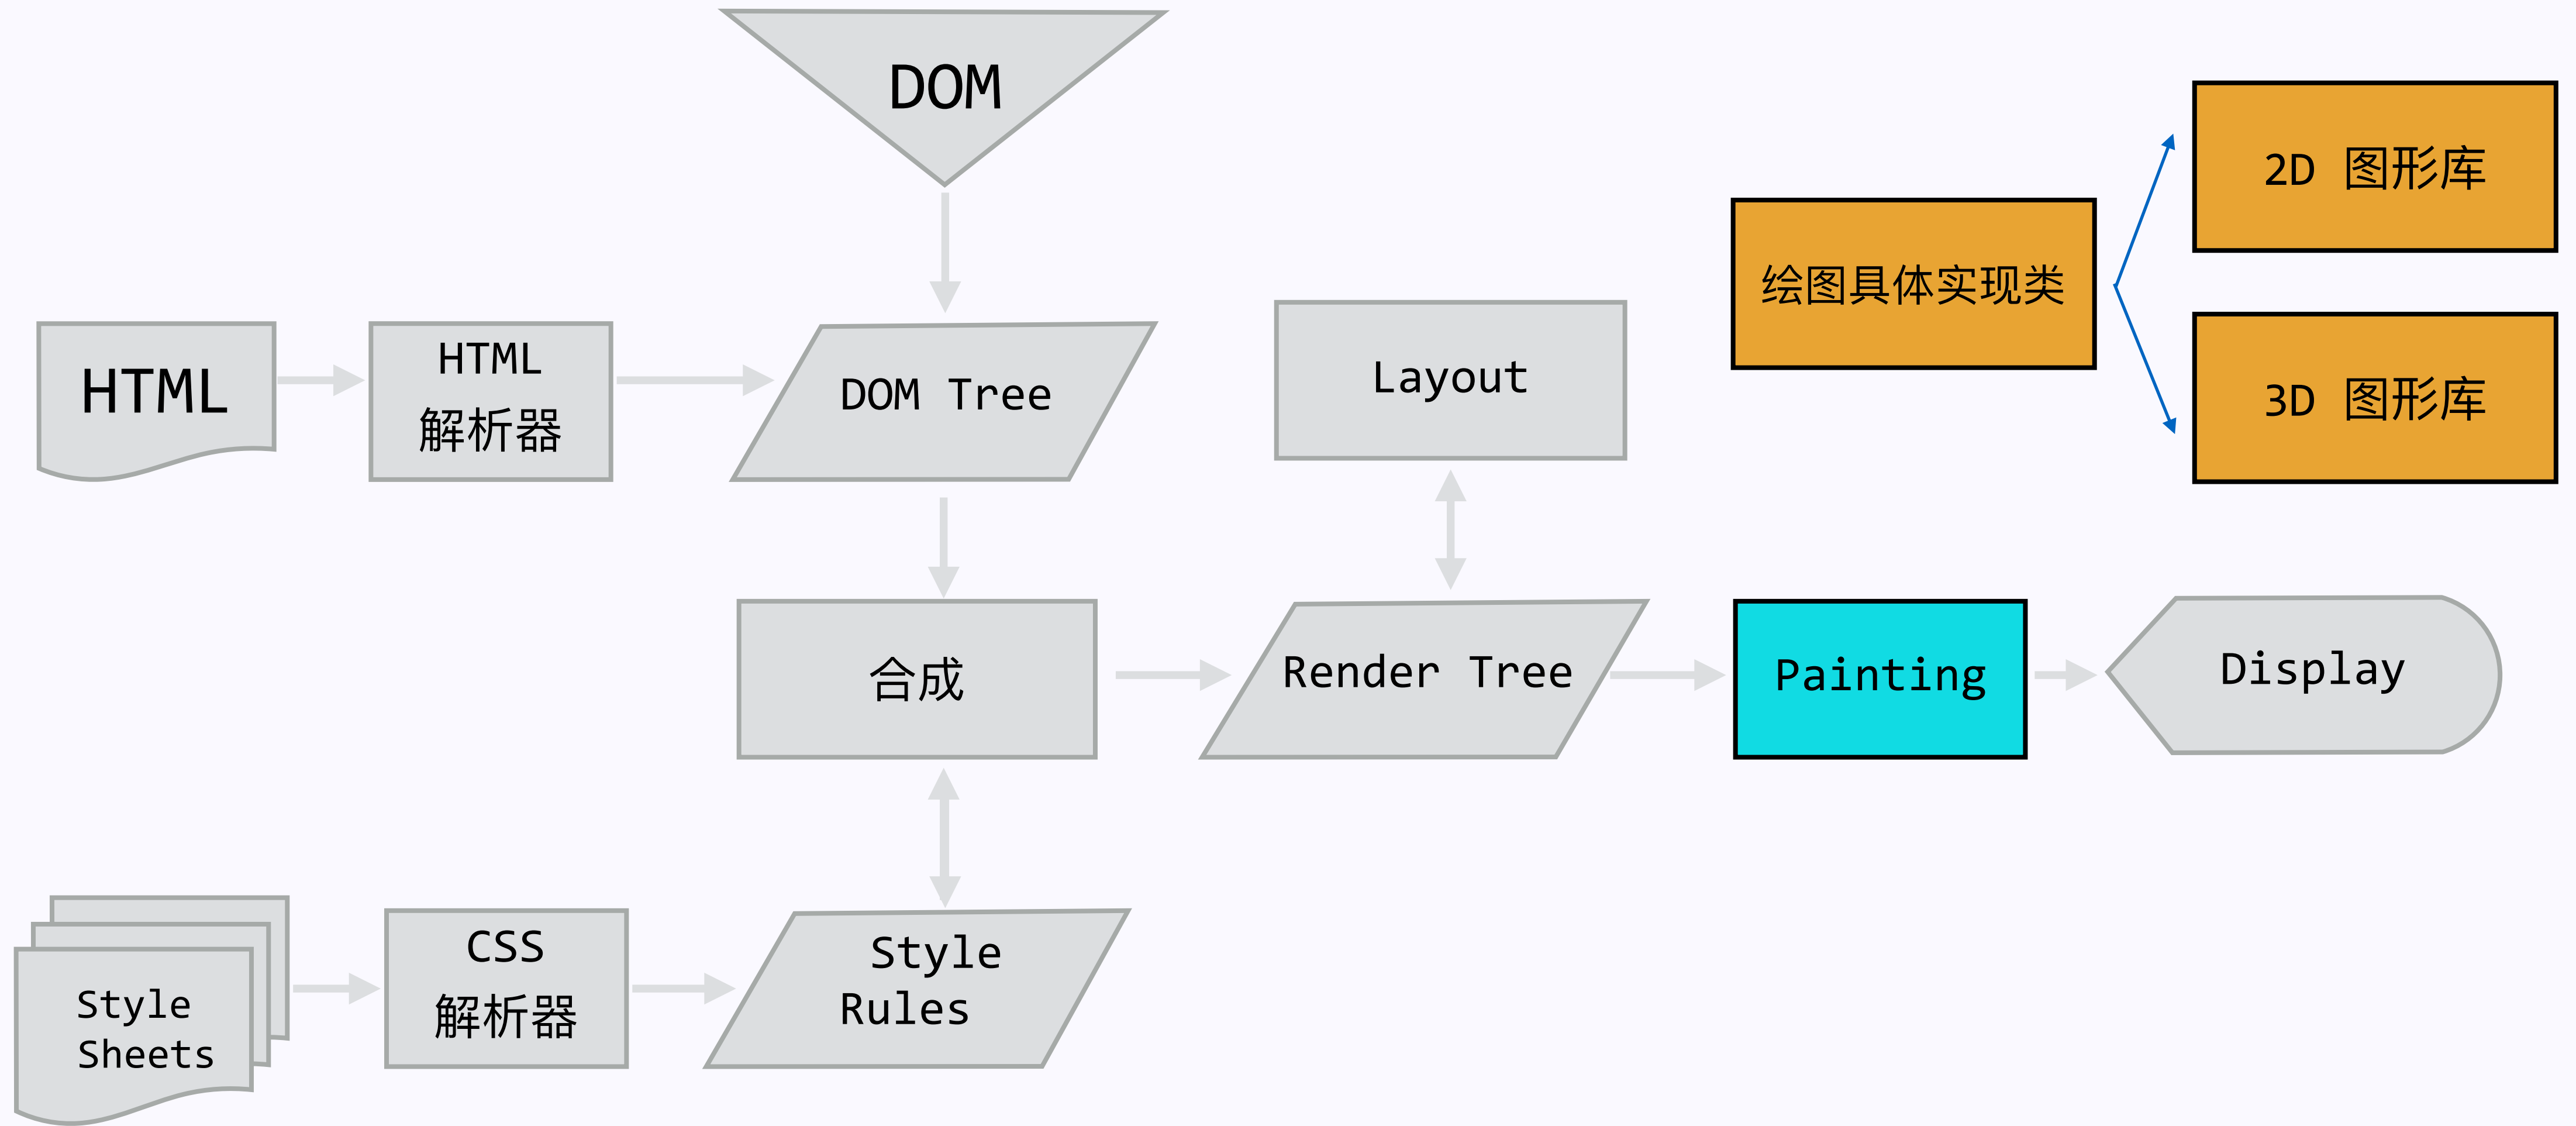 DOM
2D 图形库
绘图具体实现类
HTML
HTML
解析器
DOM Tree
Layout
3D 图形库
合成
Render Tree
Painting
Display
Style
Sheets
CSS
解析器
Style
Rules